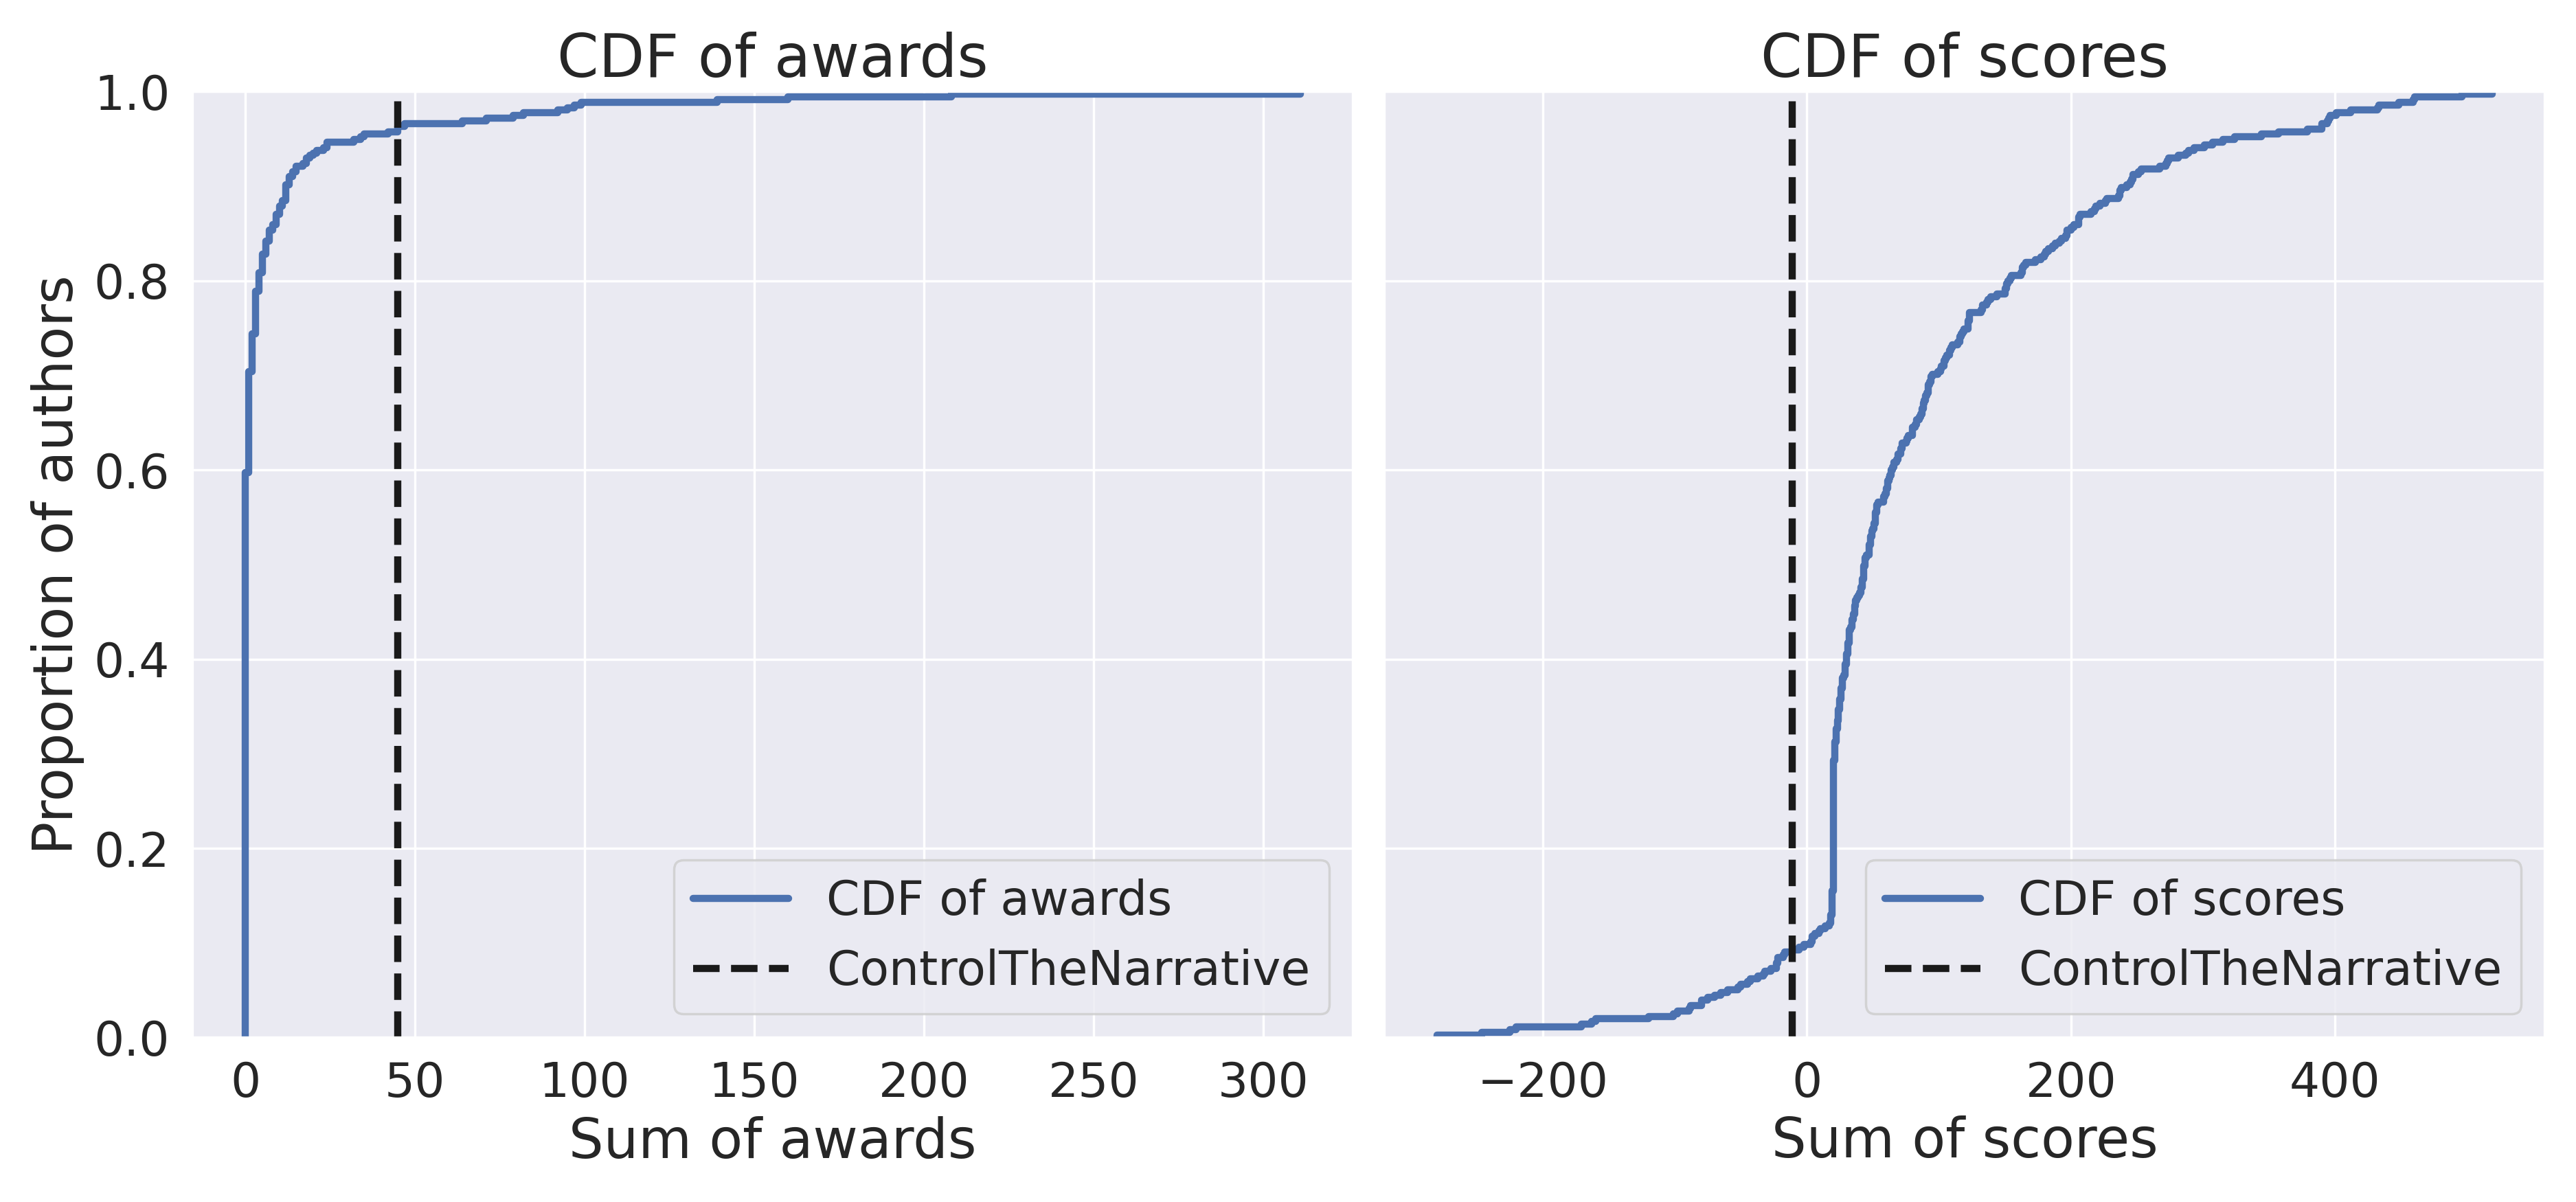 CDF of awards
CDF of scores
Proportion of authors
1.0
0.8
0.6
0.4
0.2
0.0
CDF of awards
ControlTheNarrative
0 50 100 150 200 250 300
Sum of awards
CDF of scores
ControlTheNarrative
−200 0 200 400
Sum of scores